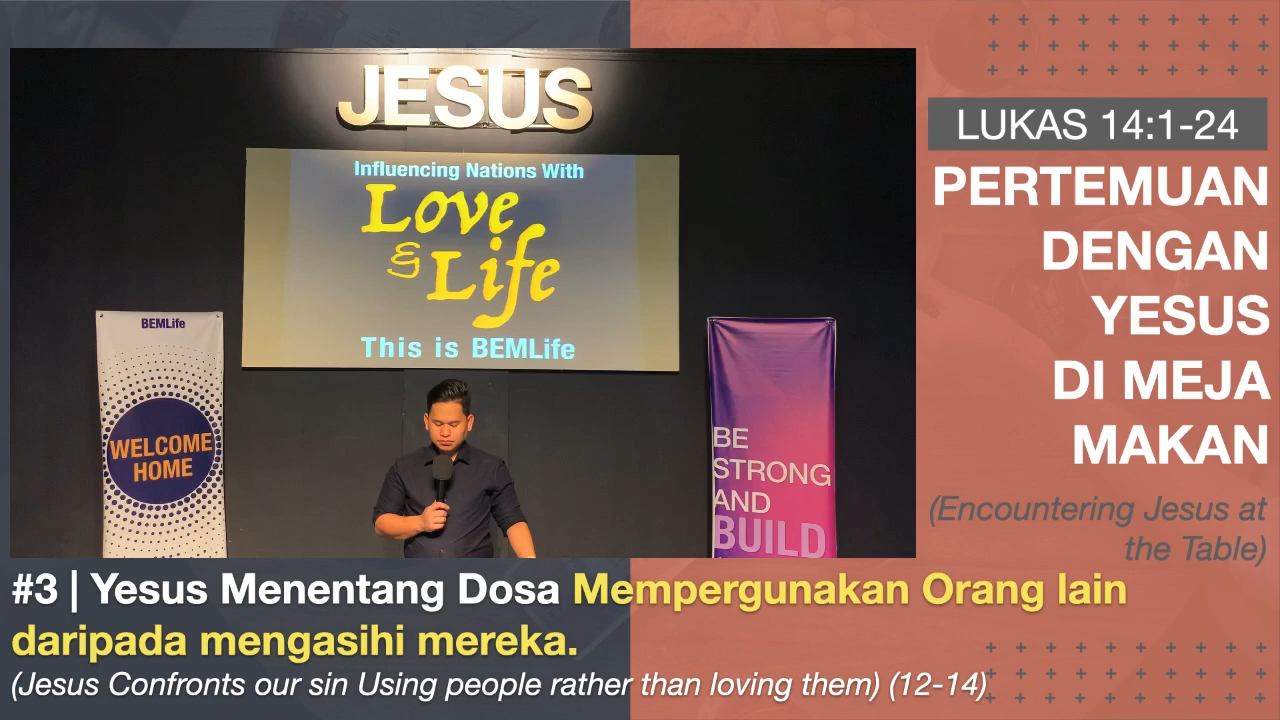 JESUS
Influencing Nations With
Love
& Life
This is BEMLife
BEMLife
WELCOME
HOME
BE
STRONG
AND
BUILD
LUKAS 14:1-24
PERTEMUAN
DENGAN
YESUS
DI MEJA
MAKAN
(Encountering Jesus at
the Table)
#3 | Yesus Menentang Dosa Mempergunakan Orang lain
daripada mengasihi mereka.
(Jesus Confronts our sin Using people rather than loving them) (12-14)